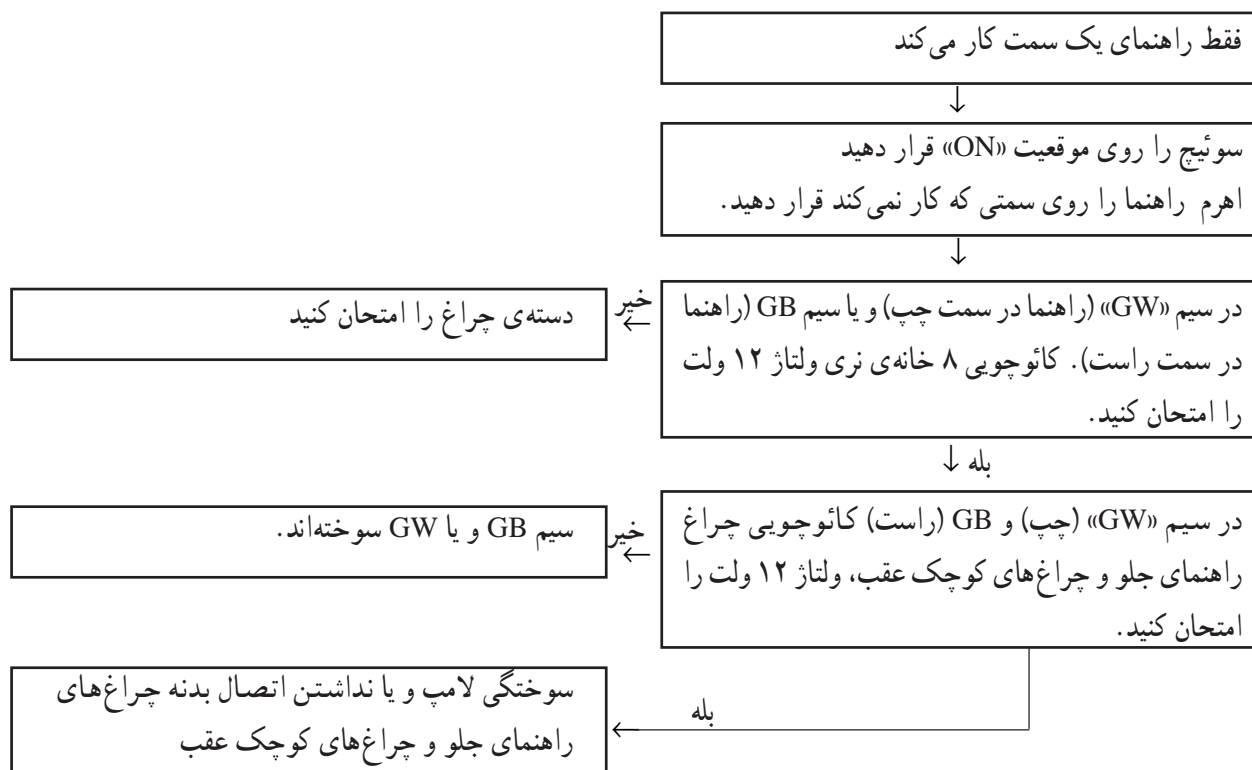 فقط راهنمای یک سمت کار می‌کند
سوئیچ را روی موقعیت «ON» قرار دهید
اهرم راهنما را روی سمتی که کار نمی‌کند قرار دهید.
در سیم «GW» (راهنما در سمت چپ) و یا سیم GB (راهنما
در سمت راست). کائوچویی ۸ خانه‌ی نری ولتاژ ۱۲ ولت
را امتحان کنید.
خیر
دسته‌ی چراغ را امتحان کنید
بله
در سیم «GW» (چپ) و GB (راست) کائوچویی چراغ
راهنمای جلو و چراغ‌های کوچک عقب، ولتاژ ۱۲ ولت را
امتحان کنید.
خیر
سیم GB و یا GW سوخته‌اند.
بله
سوختگی لامپ و یا نداشتن اتصال بدنه چراغ‌های
راهنمای جلو و چراغ‌های کوچک عقب